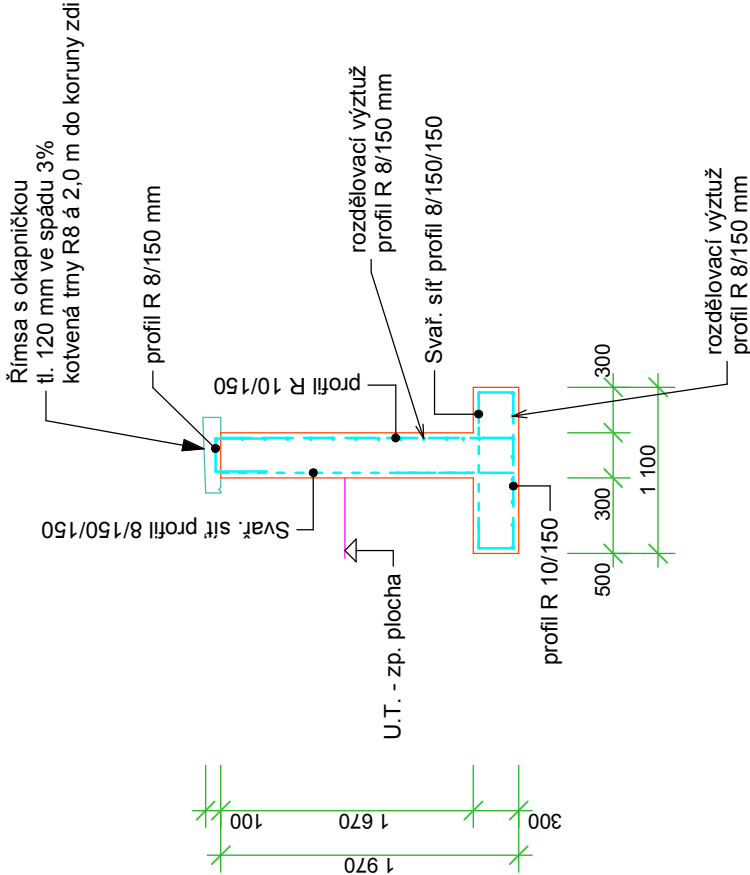 Římsa s okapničkou
tl. 120 mm ve spádu 3%
kotvená trny R8 á 2,0 m do koruny zdi
profil R 8/150 mm
rozdělovací výztuž
profil R 8/150 mm
profil R 10/150
Svař. síť profil 8/150/150
Svař. síť profil 8/150/150
U.T. - zp. plocha
profil R 10/150
rozdělovací výztuž
profil R 8/150 mm
500
300
300
1 100
100
1 670
300
1 970